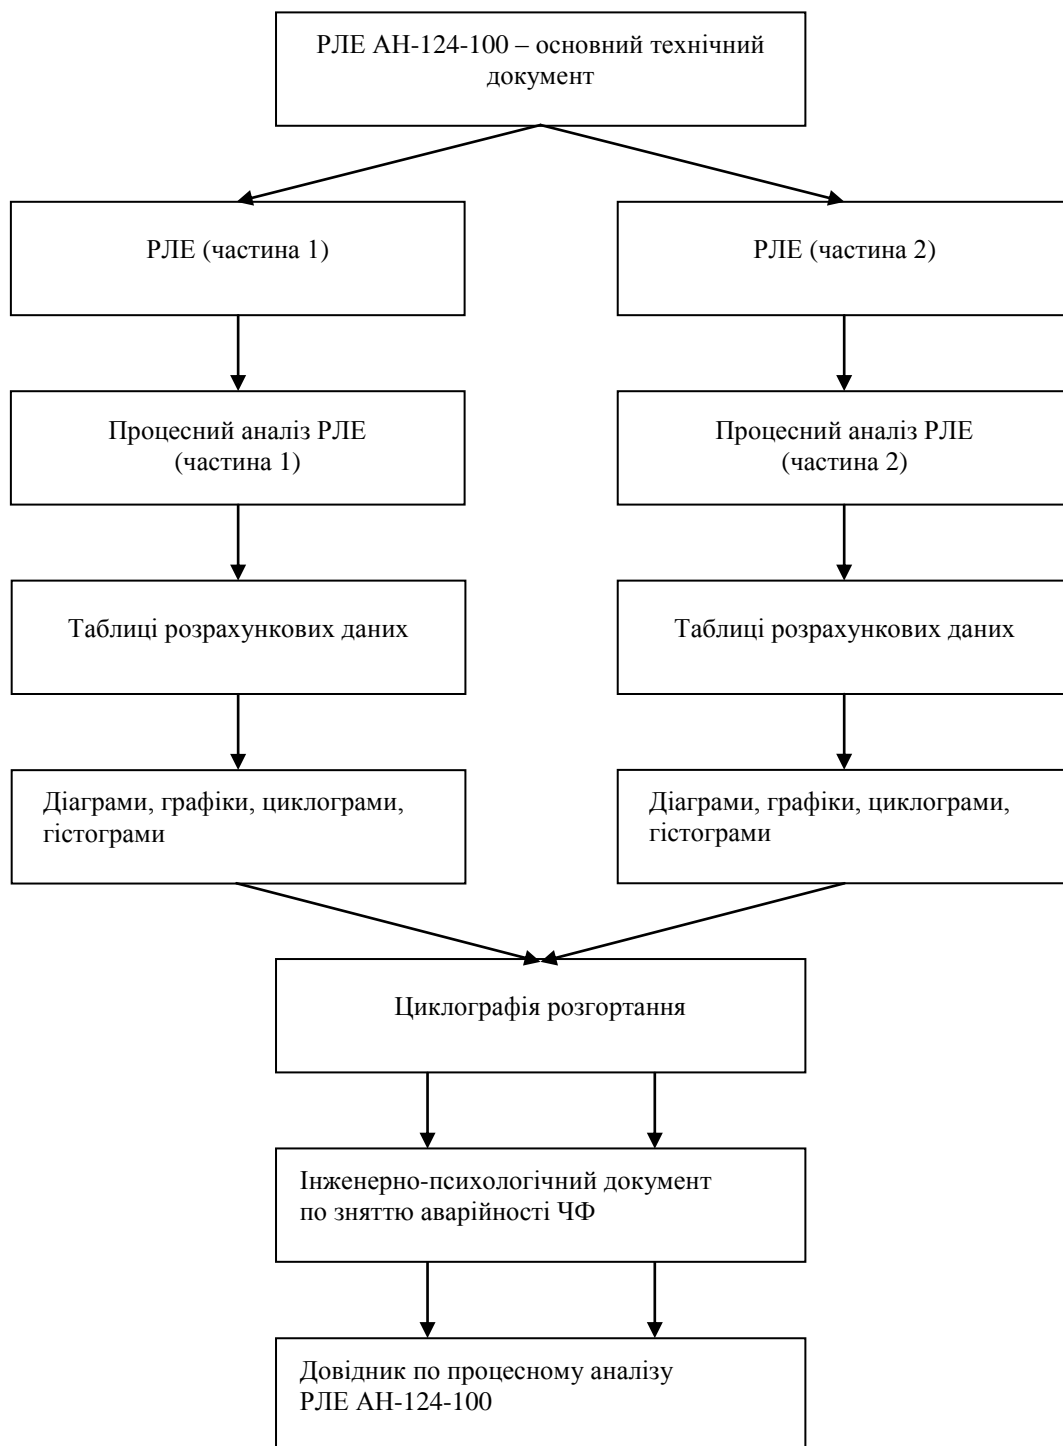 РЛЕ АН-124-100 – основний технічний
документ
РЛЕ (частина 1)
РЛЕ (частина 2)
Процесний аналіз РЛЕ
(частина 1)
Процесний аналіз РЛЕ
(частина 2)
Таблиці розрахункових даних
Таблиці розрахункових даних
Діаграми, графіки, циклограми,
гістограми
Діаграми, графіки, циклограми,
гістограми
Циклографія розгортання
Інженерно-психологічний документ
по зняттю аварійності ЧФ
Довідник по процесному аналізу
РЛЕ АН-124-100